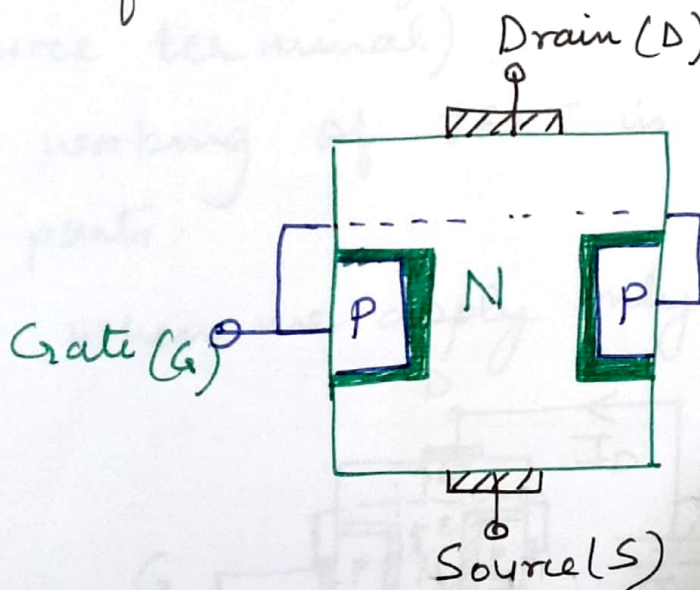 Drain (D)
P
N
P
Gate (G)
Source (S)